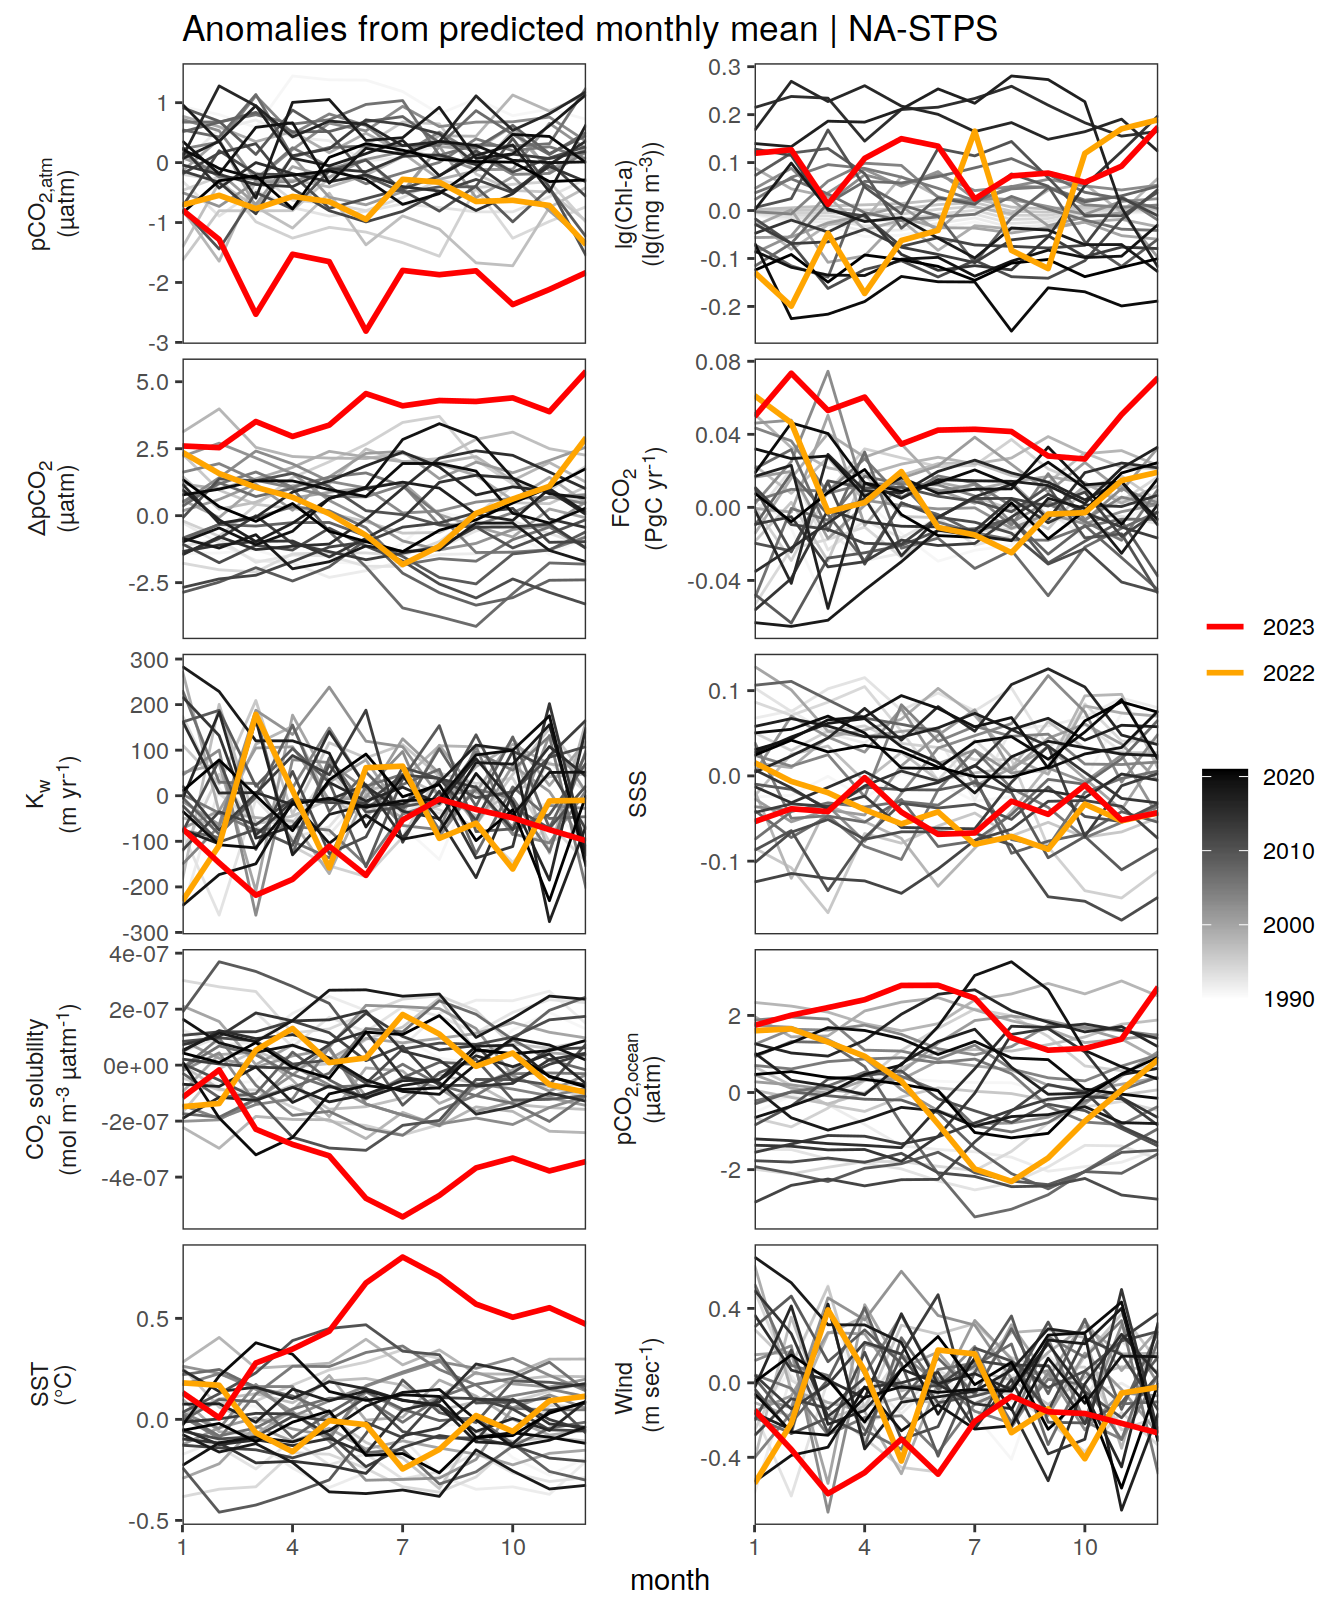 Anomalies from predicted monthly mean | NA-STPS
pCO2,atm
(µatm)
1
0
-1
-2
-3
lg(Chl-a)
(lg(mg m-3))
0.3
0.2
0.1
0.0
-0.1
-0.2
ΔpCO2
(µatm)
5.0
2.5
0.0
-2.5
FCO2
(PgC yr-1)
0.08
0.04
0.00
-0.04
Kw
(m yr-1)
300
200
100
0
-100
-200
-300
SSS
0.1
0.0
-0.1
CO2 solubility
(mol m-3 µatm-1)
4e-07
2e-07
0e+00
-2e-07
-4e-07
pCO2,ocean
(µatm)
2
0
-2
SST
(°C)
0.5
0.0
-0.5
Wind
(m sec-1)
0.4
0.0
-0.4
1 4 7 10
1 4 7 10
month
2023
2022
2020
2010
2000
1990